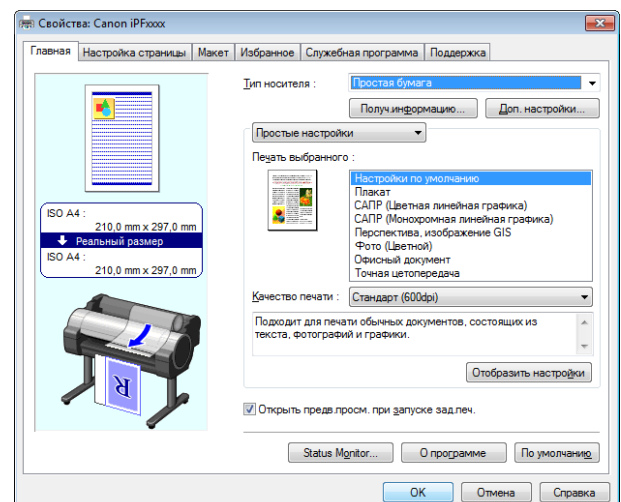 Свойства: Canon iPFxxxx
Главная Настройка страницы Макет Избранное Служебная программа Поддержка
Тип носителя : Простая бумага
Получ.информацию... Доп. настройки...
Простые настройки
Печать выбранного :
Настройки по умолчанию
Плакат
САПР (Цветная линейная графика)
САПР (Монохромная линейная графика)
Перспектива, изображение GIS
Фото (Цветной)
Офисный документ
Точная цетопередача
ISO A4 :
210,0 mm x 297,0 mm
Реальный размер
ISO A4 :
210,0 mm x 297,0 mm
R
Качество печати : Стандарт (600dpi)
Подходит для печати обычных документов, состоящих из
текста, фотографий и графики.
Отобразить настройки
Открыть предв.просм. при запуске зад.печ.
Status Monitor... О программе По умолчанию
OK Отмена Справка